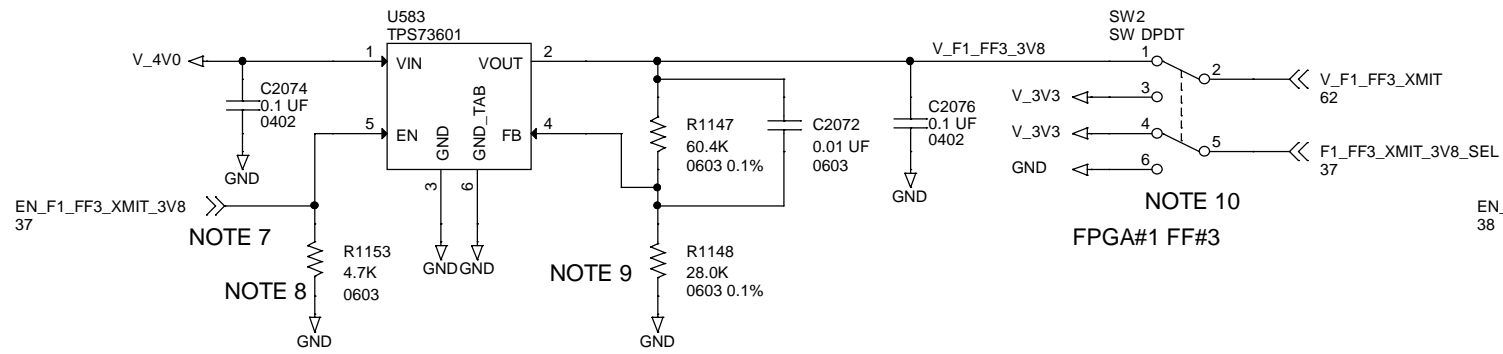 U583
TPS73601
V_4V0
1
VIN
VOUT
2
C2074
0.1 UF
0402
5
EN
GND
GND_TAB
FB
4
3
6
GND
GND GND
EN_F1_FF3_XMIT_3V8
37
NOTE 7
NOTE 8
R1153
4.7K
0603
GND
R1147
60.4K
0603 0.1%
C2072
0.01 UF
0603
NOTE 9
R1148
28.0K
0603 0.1%
GND
V_F1_FF3_3V8
C2076
0.1 UF
0402
GND
SW2
SW DPDT
1
2
V_F1_FF3_XMIT
62
V_3V3
3
V_3V3
4
5
F1_FF3_XMIT_3V8_SEL
37
GND
6
NOTE 10
FPGA#1 FF#3
EN_
38